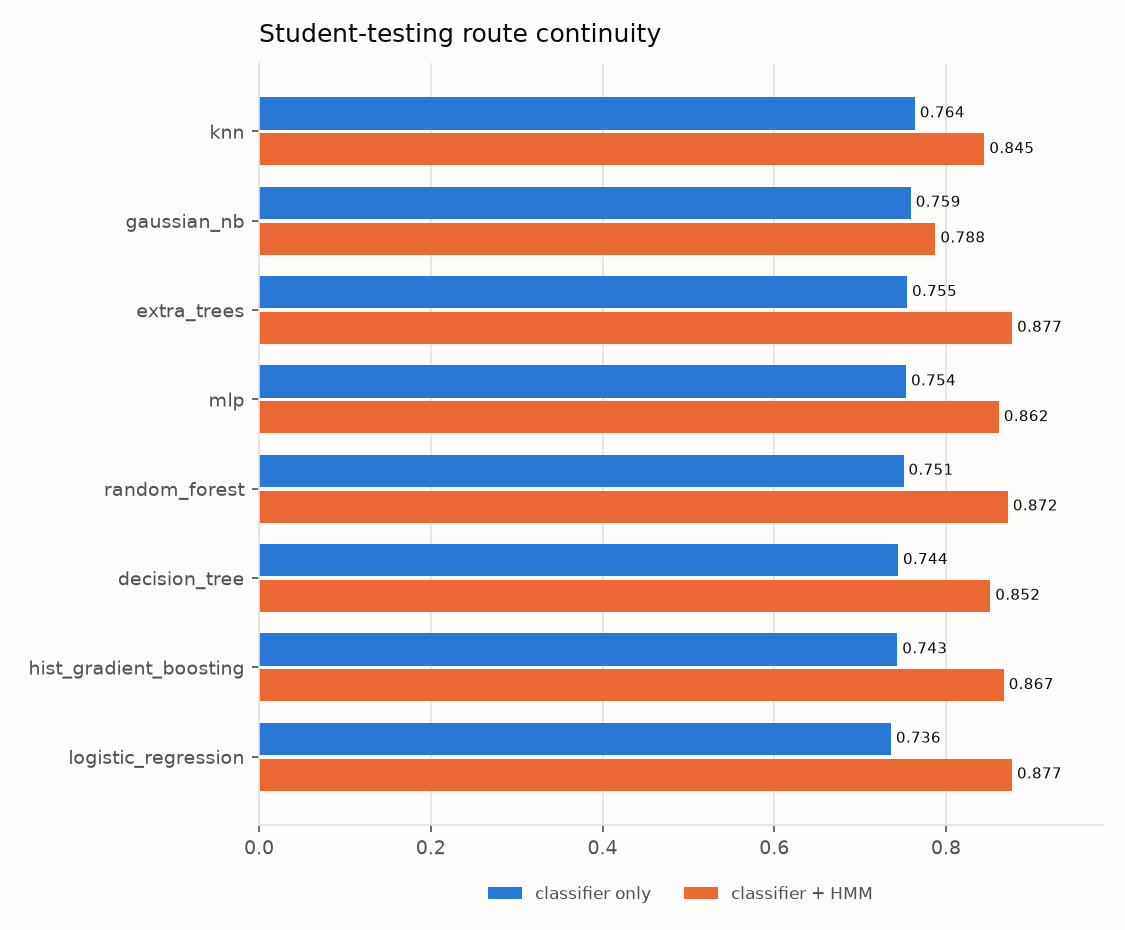 Student-testing route continuity
knn
0.764
0.845
gaussian_nb
0.759
0.788
extra_trees
0.755
0.877
mlp
0.754
0.862
random_forest
0.751
0.872
decision_tree
0.744
0.852
hist_gradient_boosting
0.743
0.867
logistic_regression
0.736
0.877
0.0 0.2 0.4 0.6 0.8
classifier only classifier + HMM